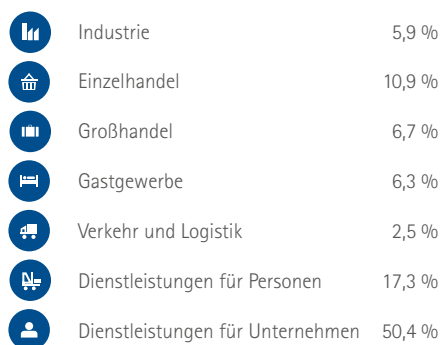 Industrie 5,9 %
Einzelhandel 10,9 %
Großhandel 6,7 %
Gastgewerbe 6,3 %
Verkehr und Logistik 2,5 %
Dienstleistungen für Personen 17,3 %
Dienstleistungen für Unternehmen 50,4 %